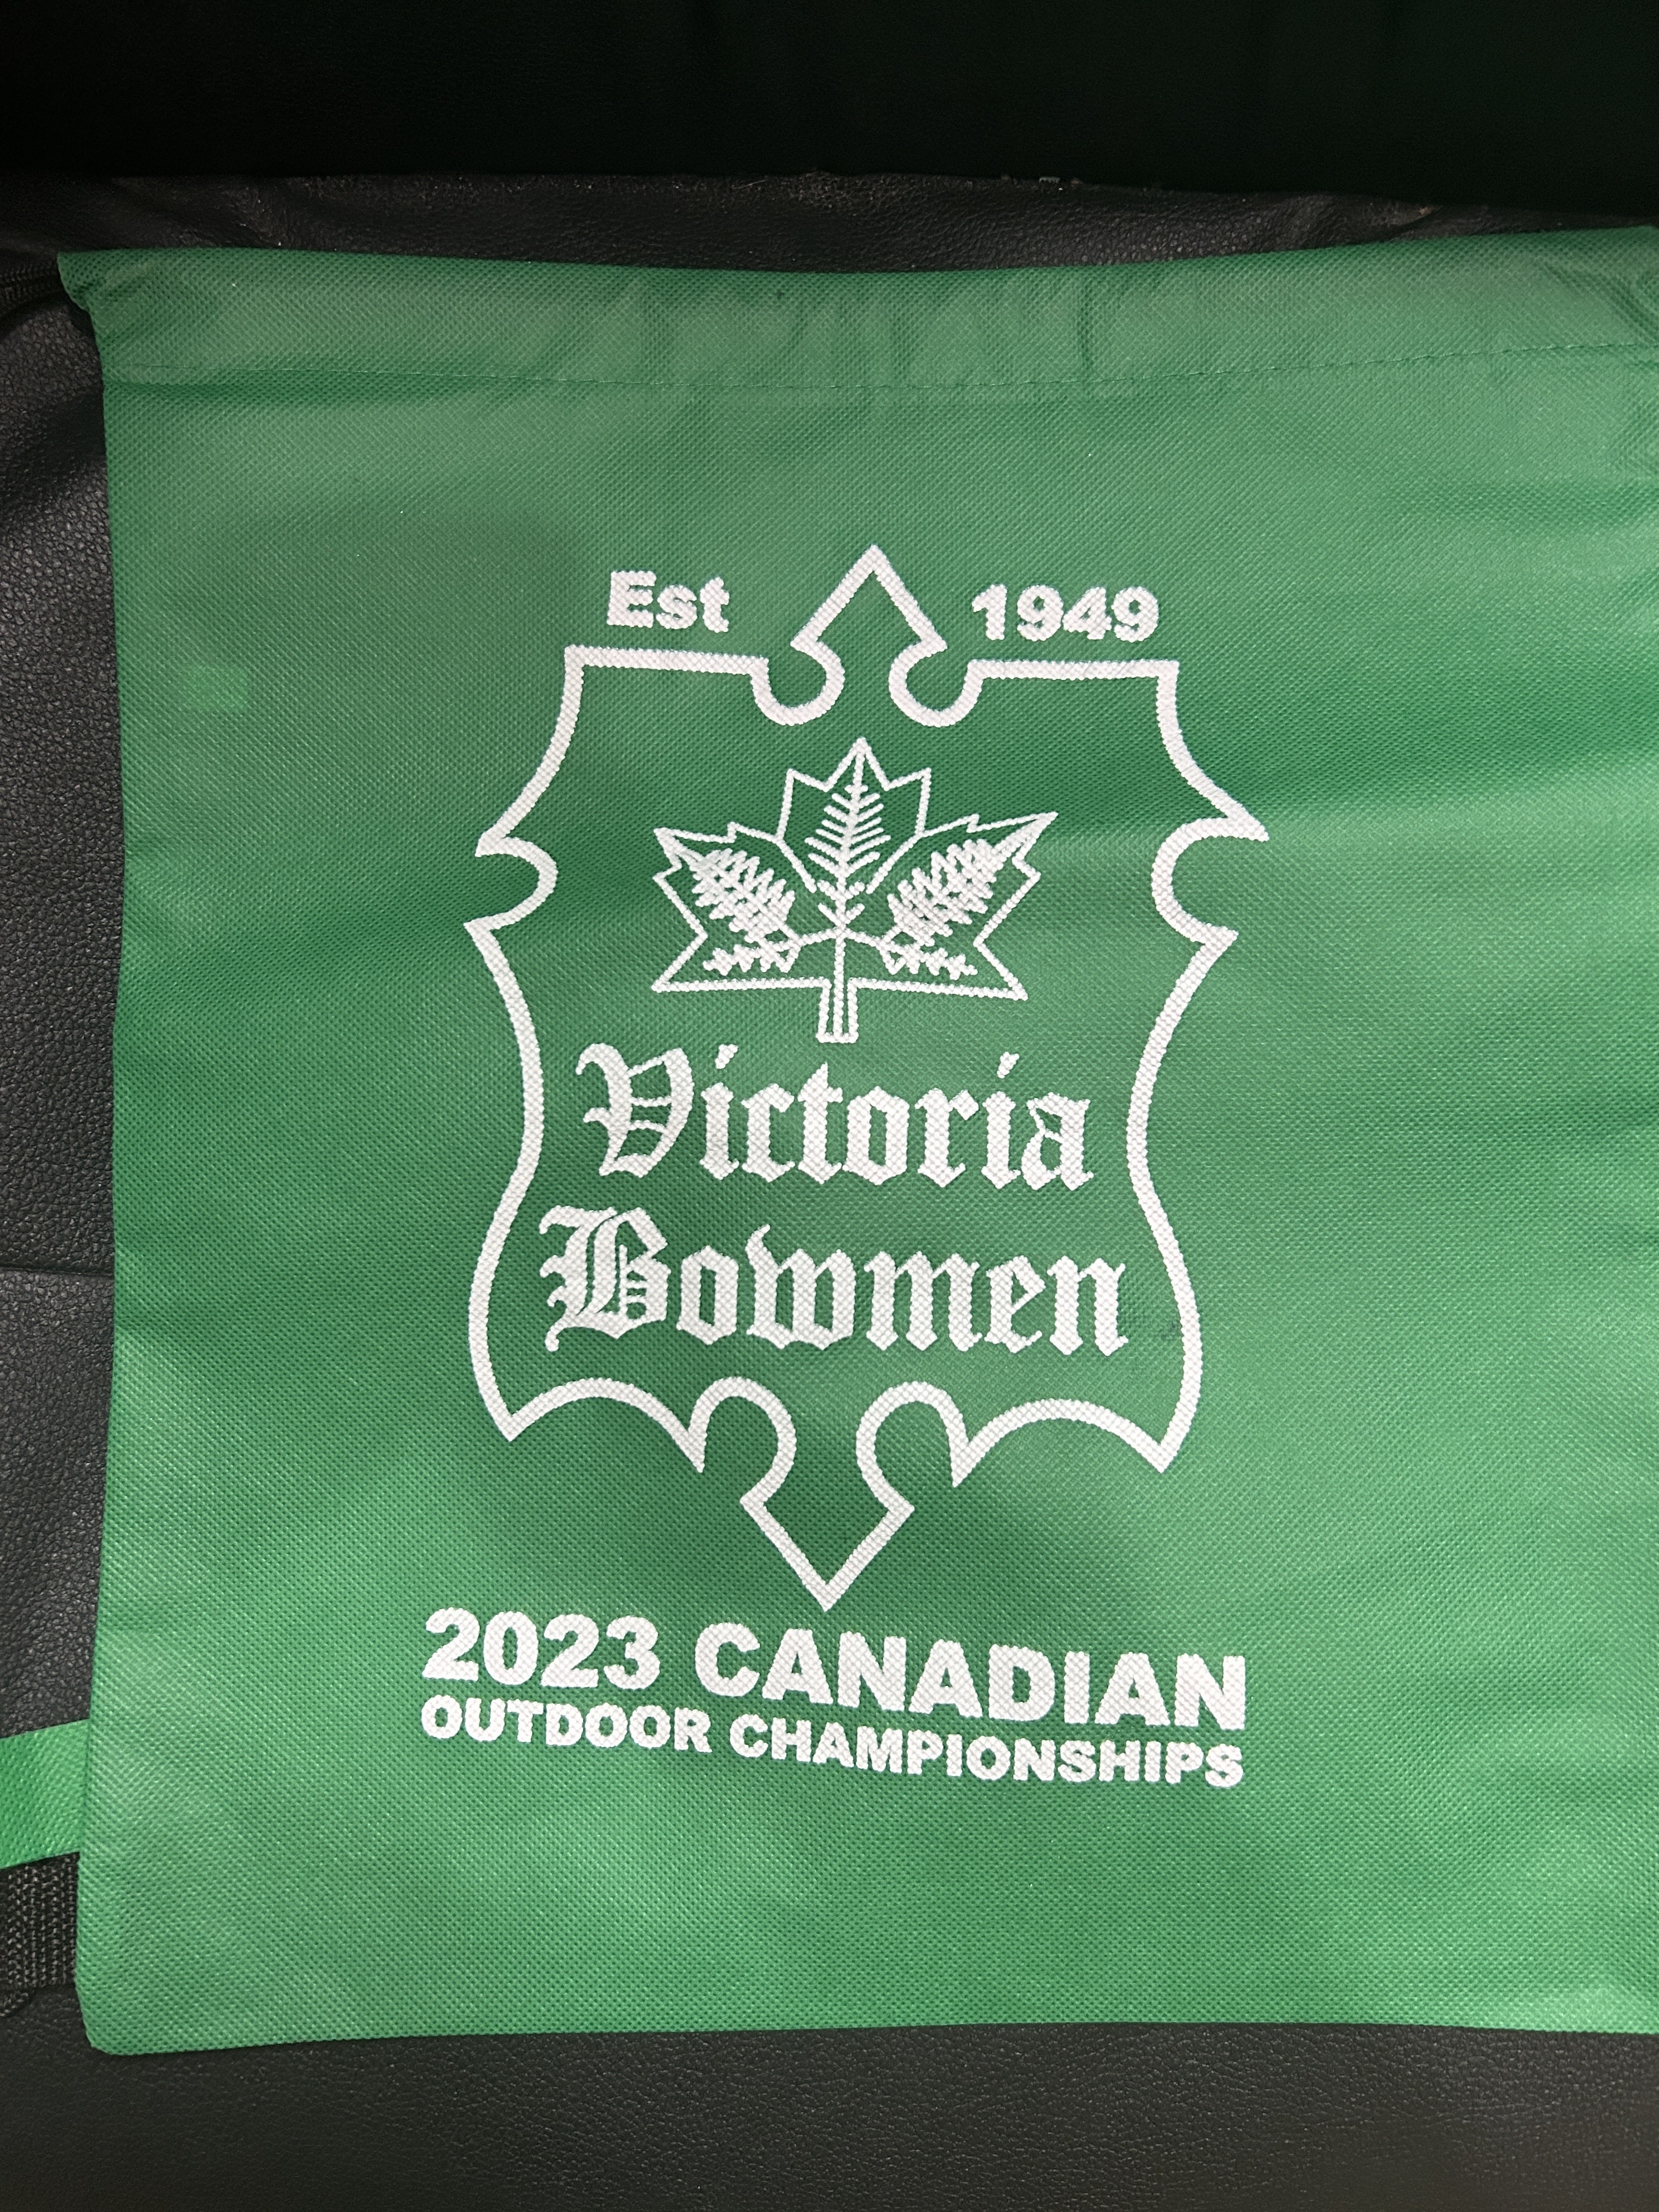 Est 1949
Victoria
Bowmen
2023 CANADIAN
OUTDOOR CHAMPIONSHIPS